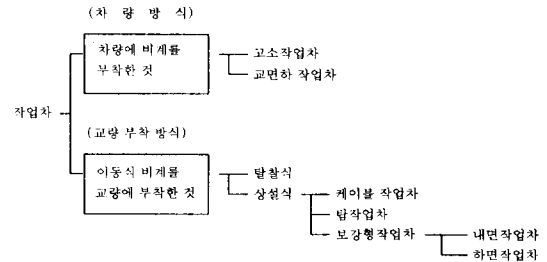 (차 량 방 식)
차량에 비계를
부착한 것
고소작업차
교면하 작업차
작업차
(교량 부착 방식)
이동식 비계를
교량에 부착한 것
탈찰식
상설식
케이블 작업차
탑작업차
보강형작업차
내면작업차
하면작업차